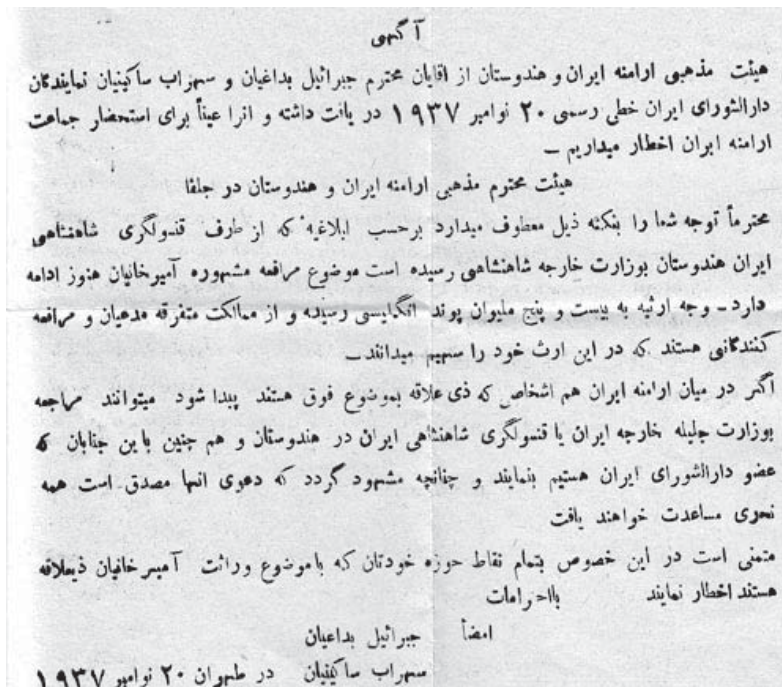 آگهی
هیئت مذهبی ارامنه ایران و هندوستان از اقایان محترم جبرائیل بداغیان و سهراب ساکینیان نمایندگان
دارالشورای ایران خطی رسمی ۲۰ نوامبر ۱۹۳۷ دریافت داشته و انرا عیناً برای استحضار جماعت
ارامنه ایران اخطار میداریم ـ
هیئت محترم مذهبی ارامنه ایران و هندوستان در جلفا
محترماً توجه شما را بنکته ذیل معطوف میدارد برحسب ابلاغیه که از طرف قنسولگری شاهنشاهی
ایران هندوستان بوزارت خارجه شاهنشاهی رسیده است موضوع مرافعه مشهوره آمیرخانیان هنوز ادامه
دارد ـ وجه ارثیه به بیست و پنج ملیوان پوند انگلیسی رسیده و از ممالکت متفرقه مدعیان و مرافعه
کنندگانی هستند که در این ارث خود را سهیم میدانند ـ
اگر در میان ارامنه ایران هم اشخاص که ذی علاقه بموضوع فوق هستند پیدا شود میتوانند مراجعه
بوزارت جلیله خارجه ایران یا قنسولگری شاهنشاهی ایران در هندوستان و هم چنین باین جنابان که
عضو دارالشورای ایران هستیم بنمایند و چنانچه مشهود گردد که دعوی انها مصدق است همه
نحری مساعدت خواهند یافت
متمنی است در این خصوص بتمام نقاط حوزه خودتان که باموضوع وراثت آمیرخانیان ذیعلاقه
هستند اخطار نمایند بااحترامات
امضأ جبرائیل بداغیان
سهراب ساکینیان در طهران ۲۰ نوامبر ۱۹۳۷